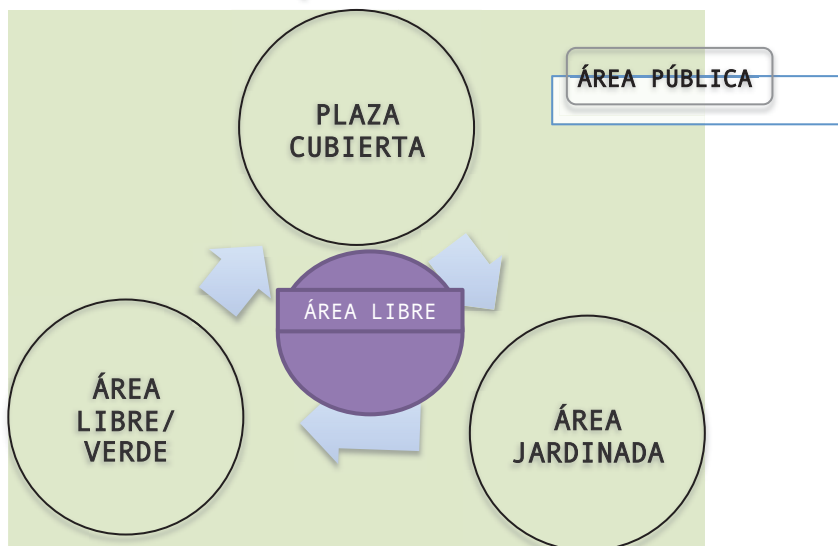 PLAZA
CUBIERTA
ÁREA PÚBLICA
ÁREA LIBRE
ÁREA
LIBRE/
VERDE
ÁREA
JARDINADA